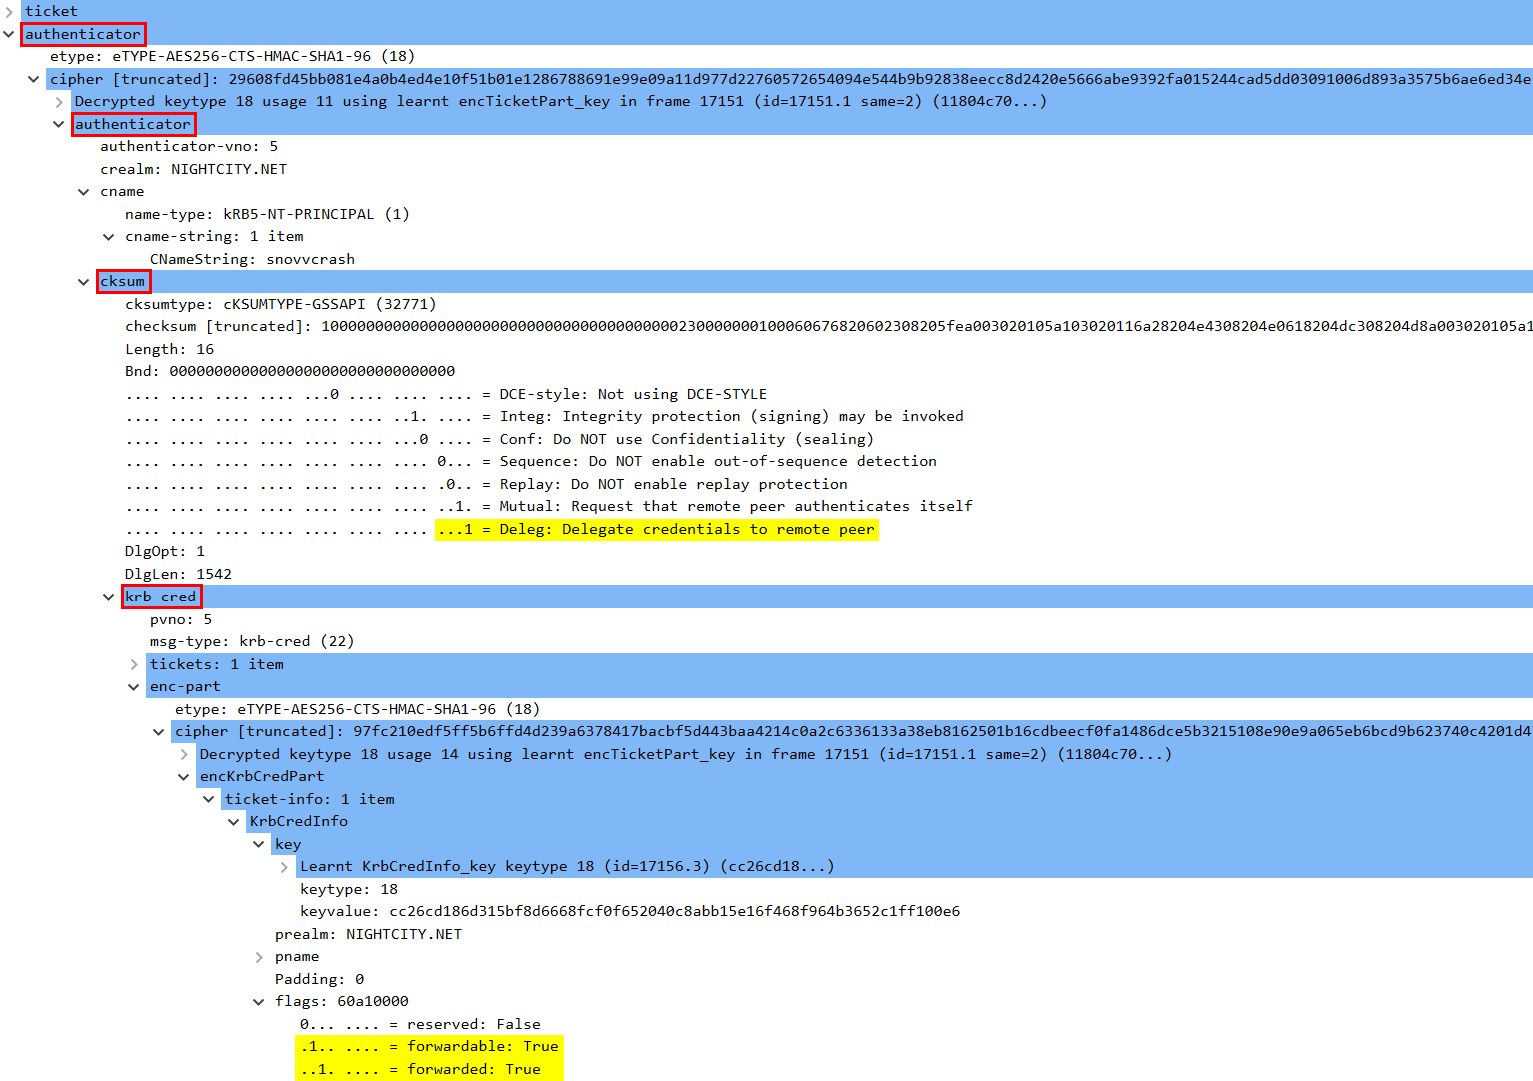 ticket
authenticator
etype: eTYPE-AES256-CTS-HMAC-SHA1-96 (18)
cipher [truncated]: 29608fd45bb081e4a0b4ed4e10f51b01e1286788691e99e09a11d977d22760572654094e544b9b92838eecc8d2420e5666abe9392fa015244cad5dd03091006d893a3575b6ae6ed34e
Decrypted keytype 18 usage 11 using learnt encTicketPart_key in frame 17151 (id=17151.1 same=2) (11804c70...)
authenticator
authenticator-vno: 5
crealm: NIGHTCITY.NET
cname
name-type: kRB5-NT-PRINCIPAL (1)
cname-string: 1 item
CNameString: snovvcrash
cksum
cksumtype: cKSUMTYPE-GSSAPI (32771)
checksum [truncated]: 1000000000000000000000000000000000000000230000000100060676820602308205fea003020105a103020116a28204e4308204e0618204dc308204d8a003020105a1
Length: 16
Bnd: 00000000000000000000000000000000
.... .... .... .... ...0 .... .... .... = DCE-style: Not using DCE-STYLE
.... .... .... .... .... .... ..1. .... = Integ: Integrity protection (signing) may be invoked
.... .... .... .... .... .... ...0 .... = Conf: Do NOT use Confidentiality (sealing)
.... .... .... .... .... .... .... 0... = Sequence: Do NOT enable out-of-sequence detection
.... .... .... .... .... .... .... .0.. = Replay: Do NOT enable replay protection
.... .... .... .... .... .... .... ..1. = Mutual: Request that remote peer authenticates itself
.... .... .... .... .... .... .... ...1 = Deleg: Delegate credentials to remote peer
DlgOpt: 1
DlgLen: 1542
krb_cred
pvno: 5
msg-type: krb-cred (22)
tickets: 1 item
enc-part
etype: eTYPE-AES256-CTS-HMAC-SHA1-96 (18)
cipher [truncated]: 97fc210edf5ff5b6ffd4d239a6378417bacbf5d443baa4214c0a2c6336133a38eb8162501b16cdbeecf0fa1486dce5b3215108e90e9a065eb6bcd9b623740c4201d4
Decrypted keytype 18 usage 14 using learnt encTicketPart_key in frame 17151 (id=17151.1 same=2) (11804c70...)
encKrbCredPart
ticket-info: 1 item
KrbCredInfo
key
Learnt KrbCredInfo_key keytype 18 (id=17156.3) (cc26cd18...)
keytype: 18
keyvalue: cc26cd186d315bf8d6668fcf0f652040c8abb15e16f468f964b3652c1ff100e6
prealm: NIGHTCITY.NET
pname
Padding: 0
flags: 60a10000
0... .... = reserved: False
.1.. .... = forwardable: True
..1. .... = forwarded: True